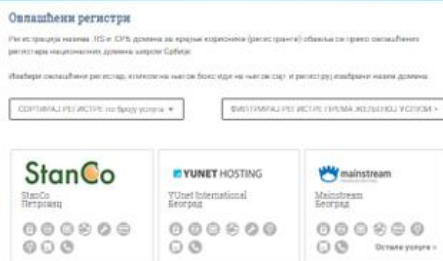 Овлашћени регистри
Регистрација назива .RS и .СРБ домена за крајње кориснике (регистранте) обавља се преко овлашћених
регистара националних домена широм Србије.
Изабери овлашћени регистар, кликом на његов бокс иди на његов сајт и региструј изабрани назив домена.
СОРТИРАЈ РЕГИСТРЕ по броју услуга
ФИЛТРИРАЈ РЕГИСТРЕ ПРЕМА ЖЕЉЕНОЈ УСЛУЗИ >
StanCo
YUNET HOSTING
mainstream
StanCo
Петровац
YUnet International
Београд
Mainstream
Београд
Остале услуге >